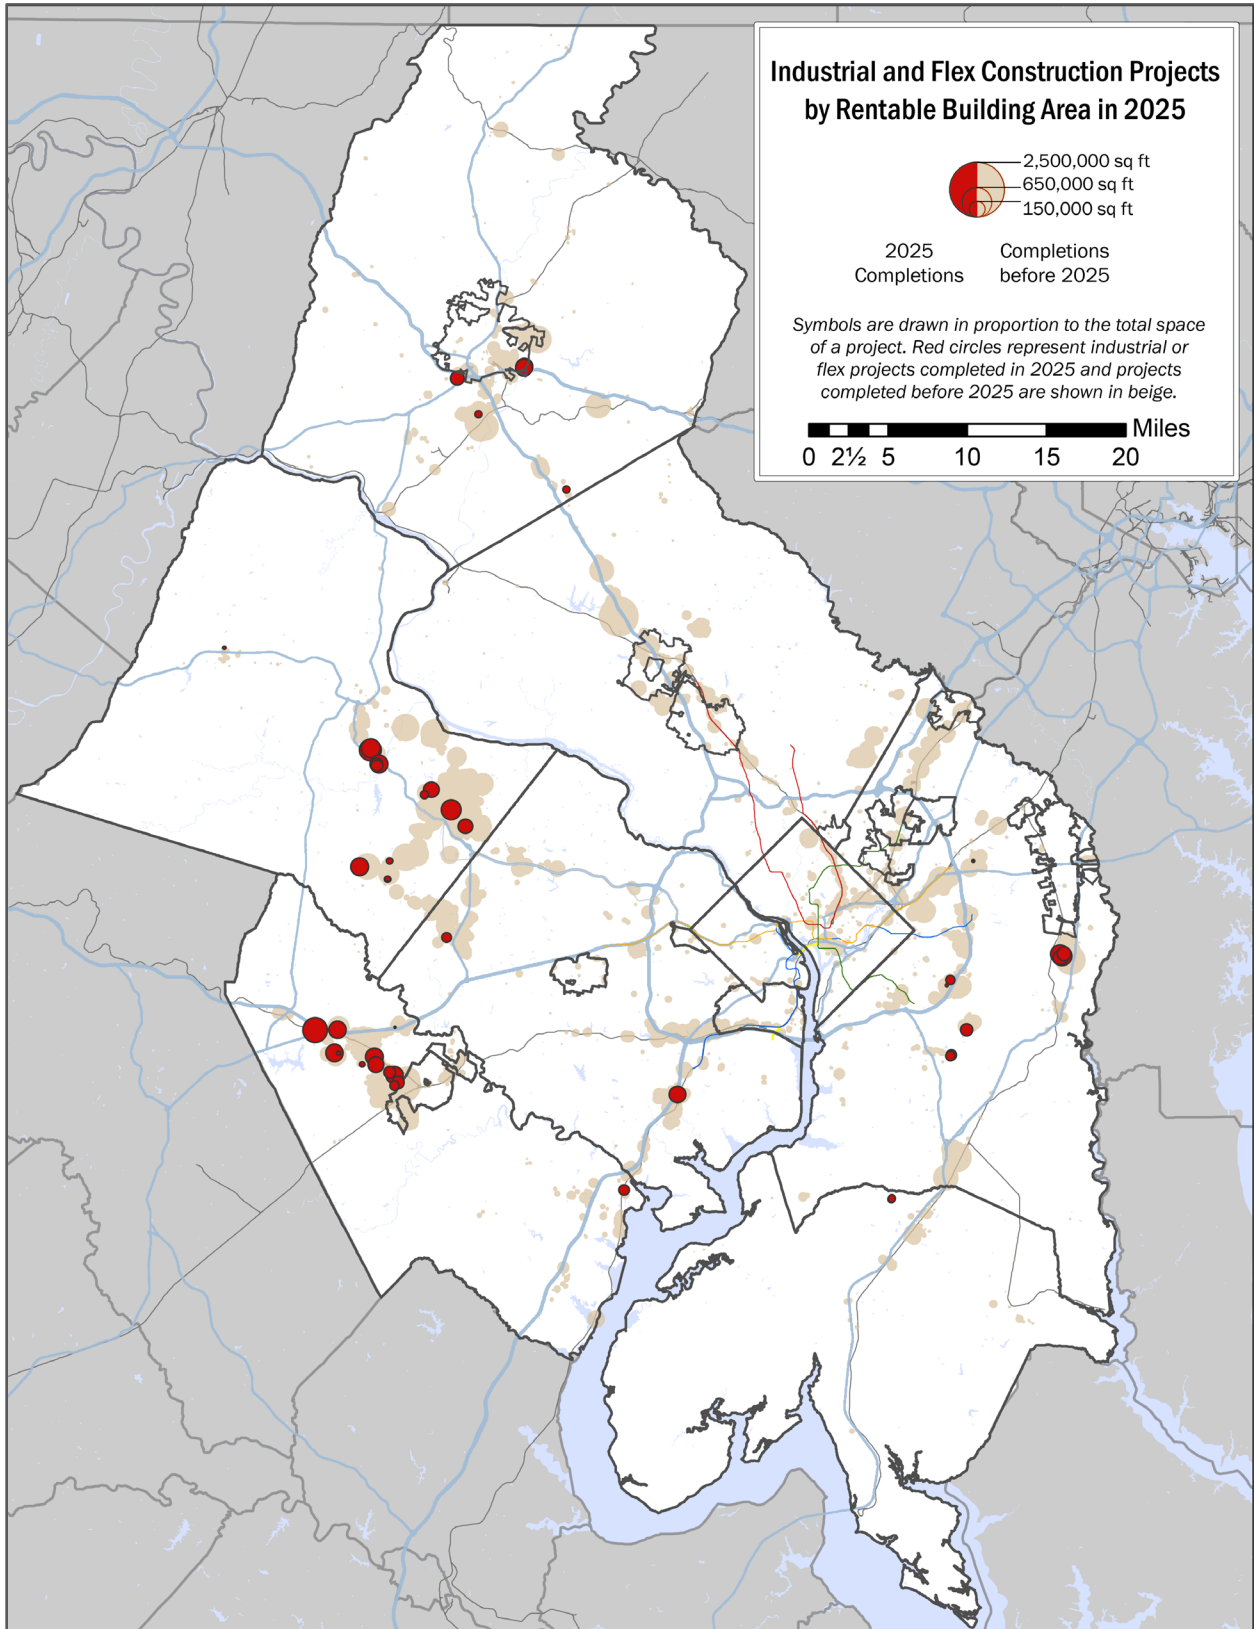 Industrial and Flex Construction Projects
by Rentable Building Area in 2025
2,500,000 sq ft
650,000 sq ft
150,000 sq ft
2025
Completions
Completions
before 2025
Symbols are drawn in proportion to the total space
of a project. Red circles represent industrial or
flex projects completed in 2025 and projects
completed before 2025 are shown in beige.
Miles
0 2½ 5 10 15 20